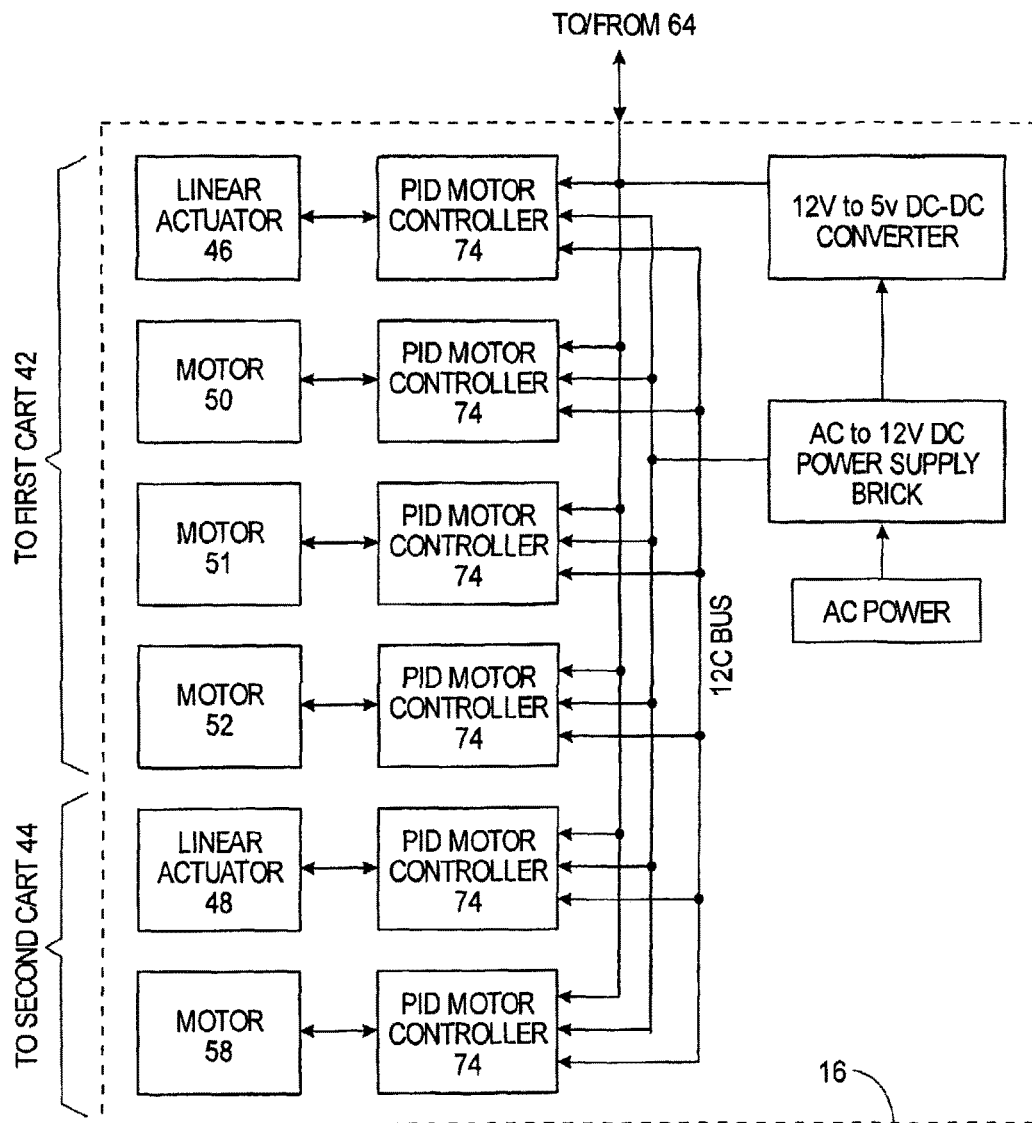 TO/FROM 64
TO FIRST CART 42
LINEAR
ACTUATOR
46
PID MOTOR
CONTROLLER
74
12V to 5v DC-DC
CONVERTER
MOTOR
50
PID MOTOR
CONTROLLER
74
AC to 12V DC
POWER SUPPLY
BRICK
MOTOR
51
PID MOTOR
CONTROLLER
74
AC POWER
12C BUS
MOTOR
52
PID MOTOR
CONTROLLER
74
TO SECOND CART 44
LINEAR
ACTUATOR
48
PID MOTOR
CONTROLLER
74
MOTOR
58
PID MOTOR
CONTROLLER
74
16